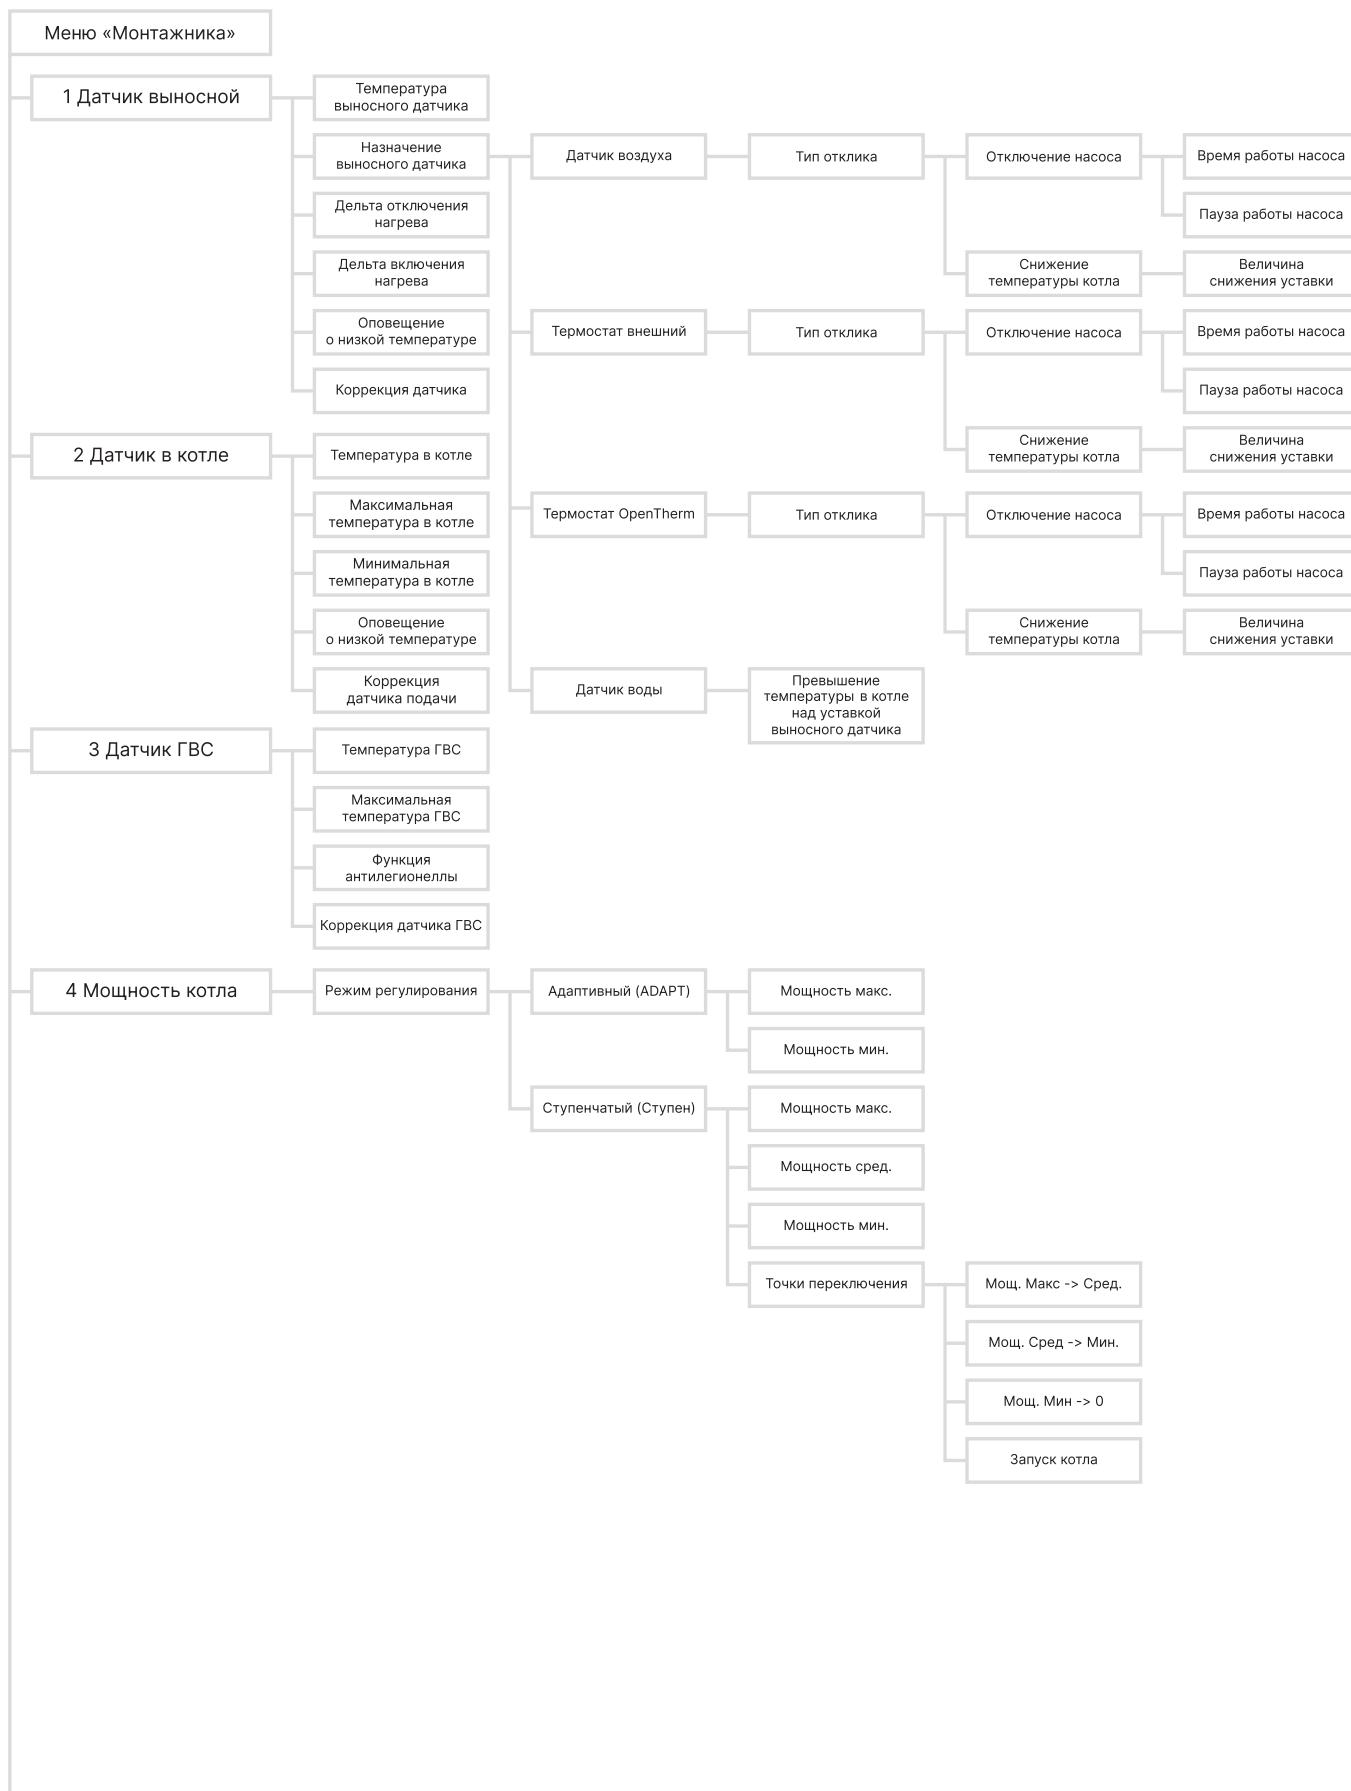 Меню «Монтажника»
1 Датчик выносной
Температура
выносного датчика
Назначение
выносного датчика
Датчик воздуха
Тип отклика
Отключение насоса
Время работы насоса
Пауза работы насоса
Дельта отключения
нагрева
Дельта включения
нагрева
Снижение
температуры котла
Величина
снижения уставки
Оповещение
о низкой температуре
Термостат внешний
Тип отклика
Отключение насоса
Время работы насоса
Коррекция датчика
Пауза работы насоса
2 Датчик в котле
Температура в котле
Снижение
температуры котла
Величина
снижения уставки
Максимальная
температура в котле
Термостат OpenTherm
Тип отклика
Отключение насоса
Время работы насоса
Минимальная
температура в котле
Пауза работы насоса
Оповещение
о низкой температуре
Снижение
температуры котла
Величина
снижения уставки
Коррекция
датчика подачи
Датчик воды
Превышение
температуры в котле
над уставкой
выносного датчика
3 Датчик ГВС
Температура ГВС
Максимальная
температура ГВС
Функция
антилегионеллы
Коррекция датчика ГВС
4 Мощность котла
Режим регулирования
Адаптивный (ADAPT)
Мощность макс.
Мощность мин.
Ступенчатый (Ступен)
Мощность макс.
Мощность сред.
Мощность мин.
Точки переключения
Мощ. Макс -> Сред.
Мощ. Сред -> Мин.
Мощ. Мин -> 0
Запуск котла